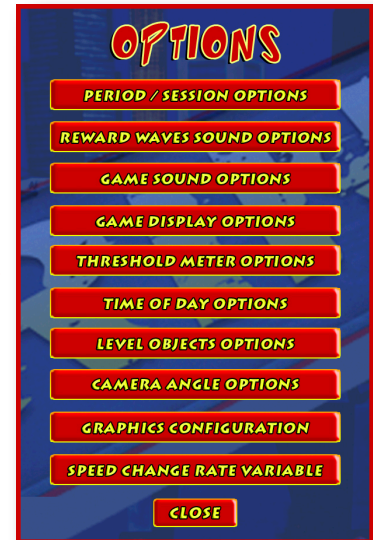 OPTIONS
PERIOD / SESSION OPTIONS
REWARD WAVES SOUND OPTIONS
GAME SOUND OPTIONS
GAME DISPLAY OPTIONS
THRESHOLD METER OPTIONS
TIME OF DAY OPTIONS
LEVEL OBJECTS OPTIONS
CAMERA ANGLE OPTIONS
GRAPHICS CONFIGURATION
SPEED CHANGE RATE VARIABLE
CLOSE